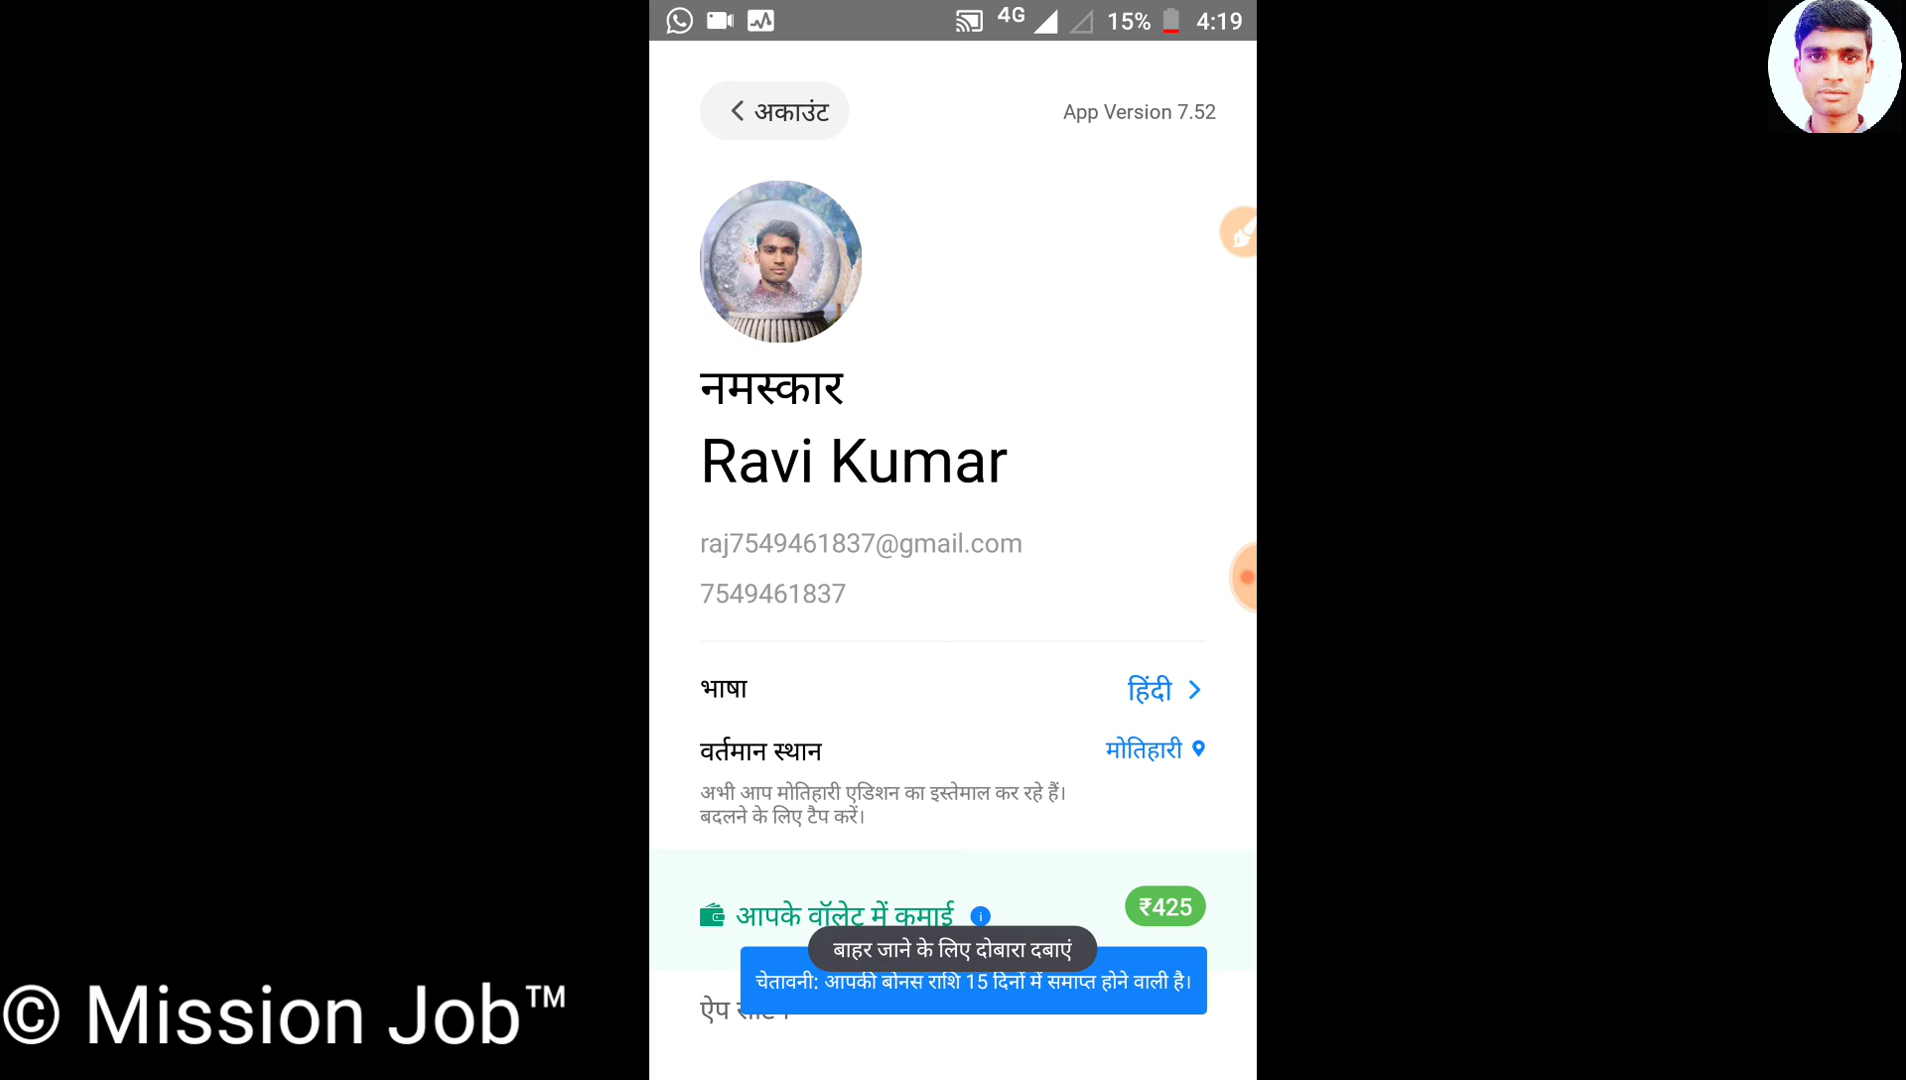 4G 15% 4:19
अकाउंट
App Version 7.52
नमस्कार
Ravi Kumar
raj7549461837@gmail.com
7549461837
भाषा हिंदी
वर्तमान स्थान मोतिहारी
अभी आप मोतिहारी एडिशन का इस्तेमाल कर रहे हैं।
बदलने के लिए टैप करें।
आपके वॉलेट में कमाई ₹425
बाहर जाने के लिए दोबारा दबाएं
चेतावनी: आपकी बोनस राशि 15 दिनों में समाप्त होने वाली है।
ऐप
© Mission Job™